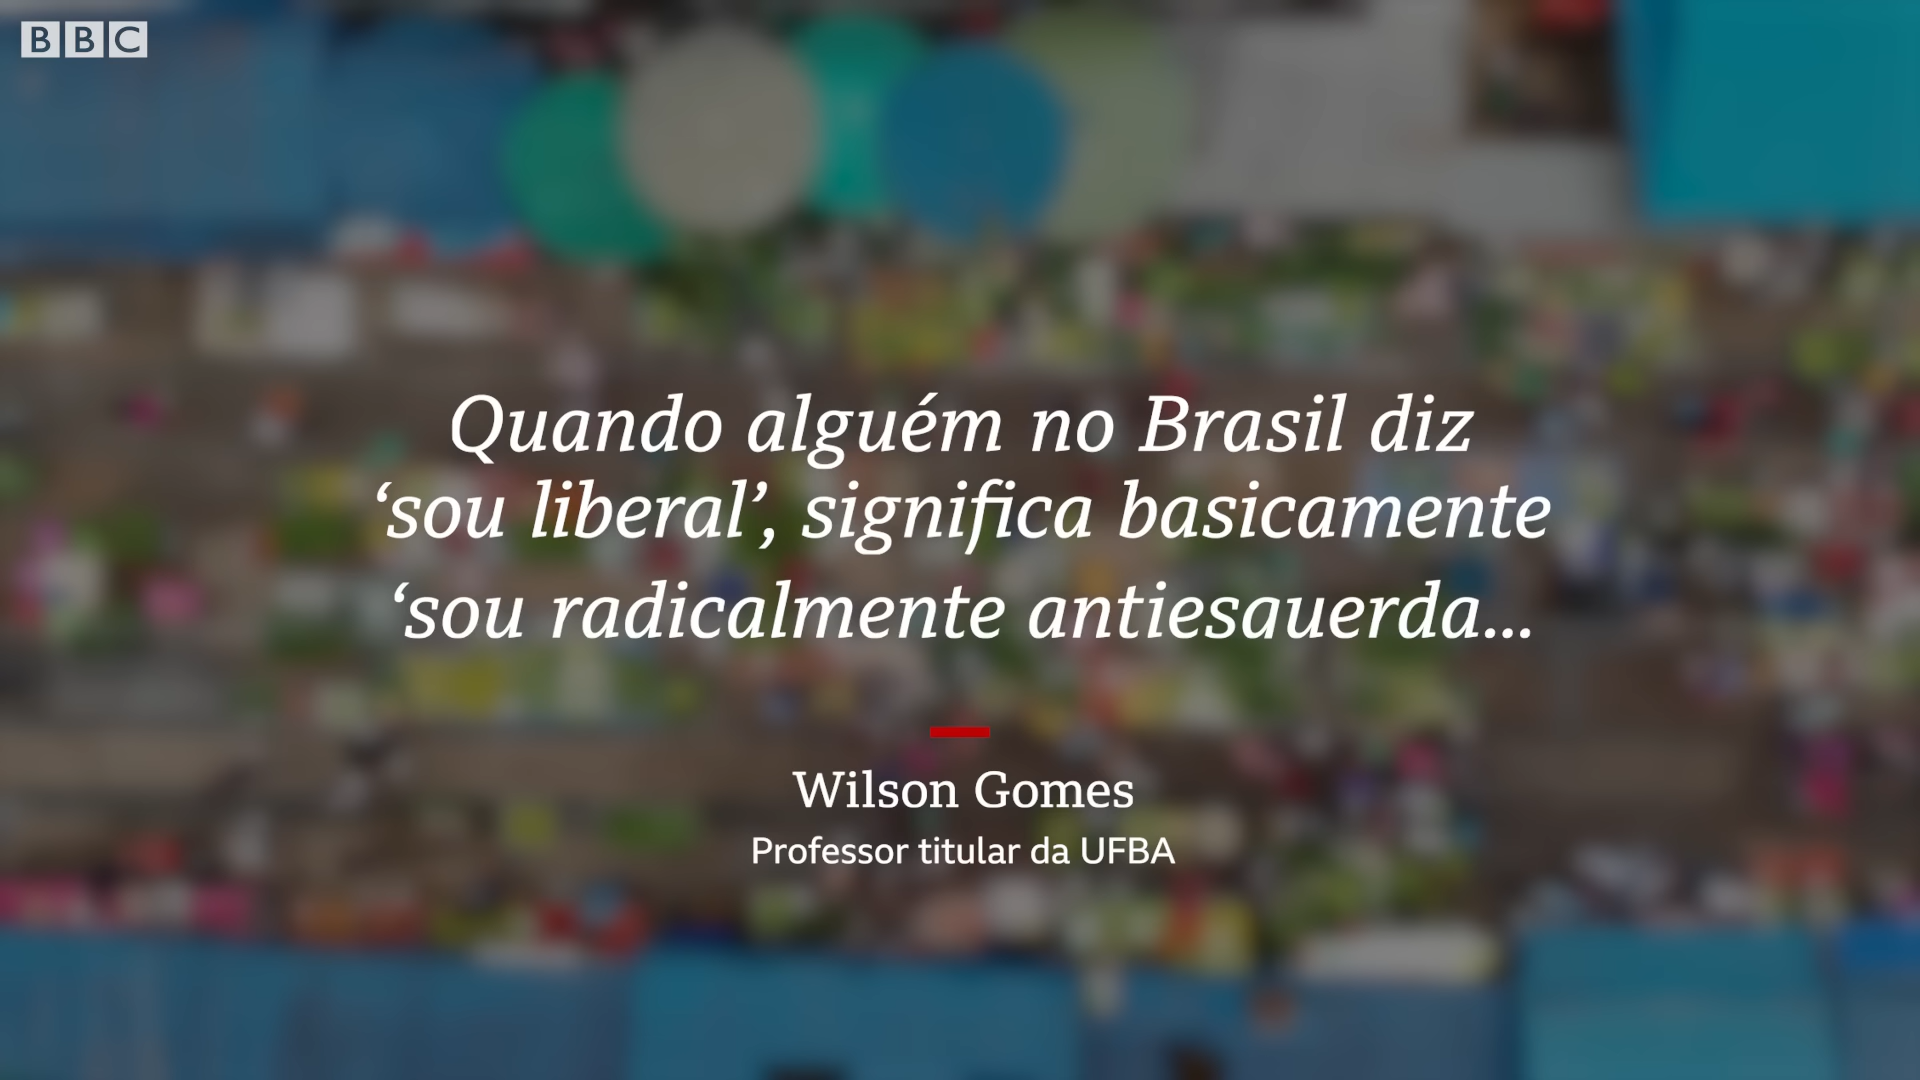 BBC
Quando alguém no Brasil diz
‘sou liberal’, significa basicamente
‘sou radicalmente antiesauerda...
Wilson Gomes
Professor titular da UFBA